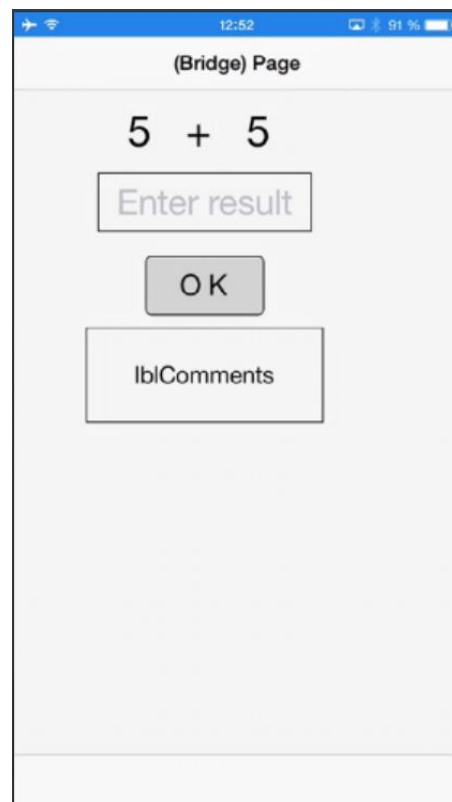 12:52 91 %
(Bridge) Page
5 + 5
Enter result
OK
lblComments